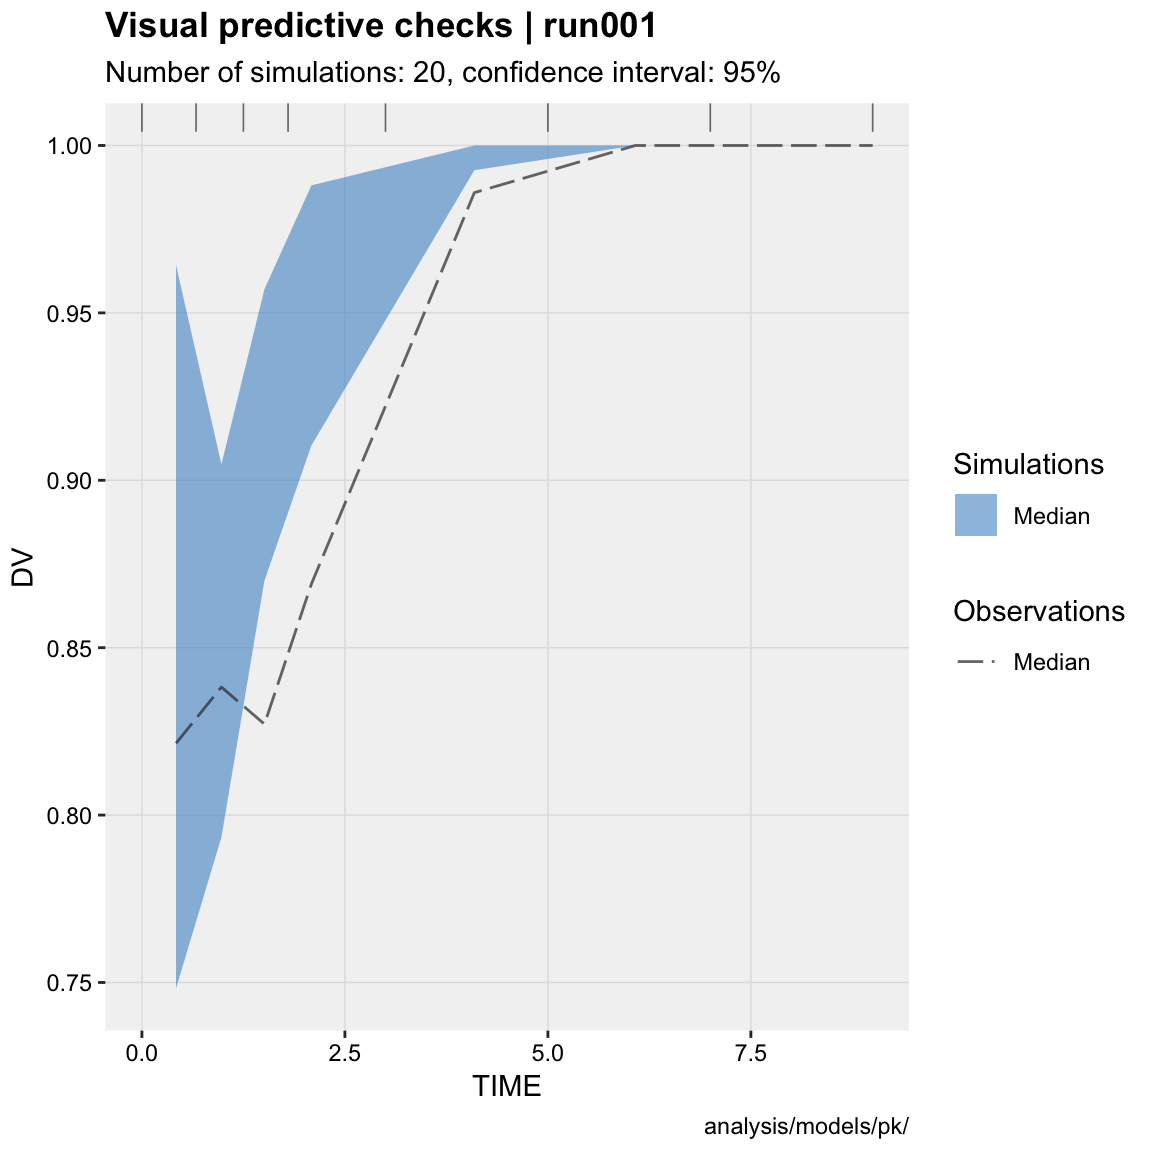 Visual predictive checks | run001
Number of simulations: 20, confidence interval: 95%
1.00
0.95
0.90
0.85
0.80
0.75
DV
0.0 2.5 5.0 7.5
TIME
Simulations
Median
Observations
Median
analysis/models/pk/